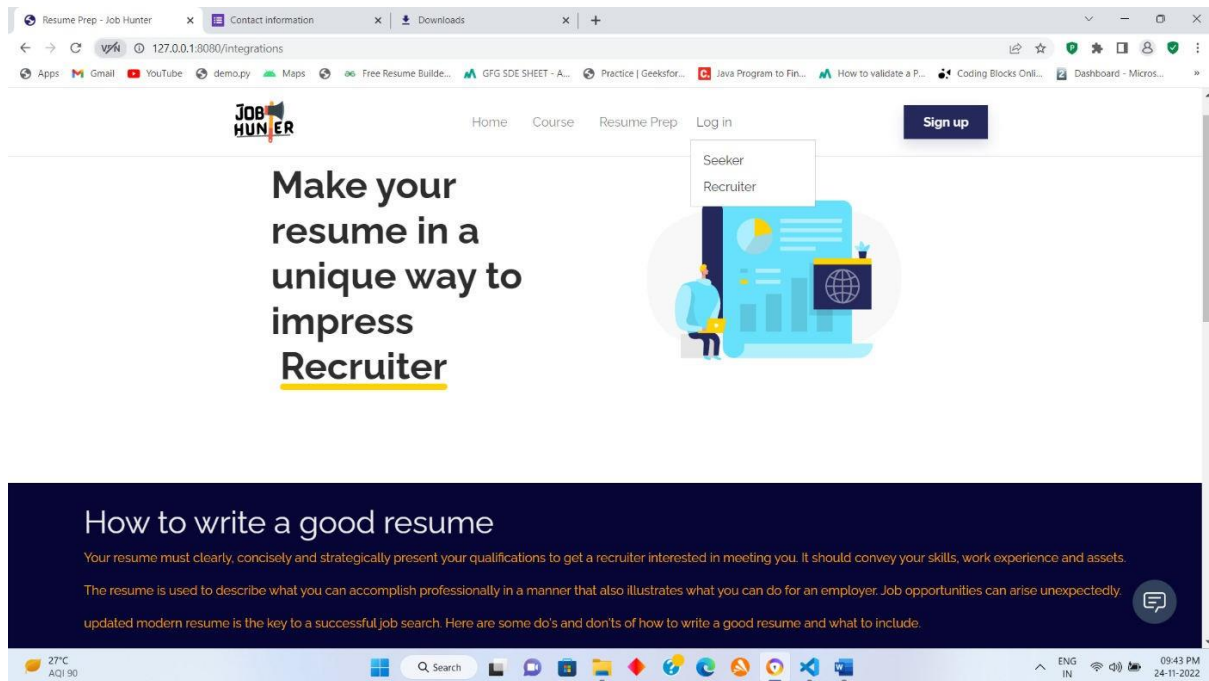 Resume Prep - Job Hunter
Contact information
Downloads
VPN
127.0.0.1:8080/integrations
Apps
Gmail
YouTube
demo.py
Maps
Free Resume Builde...
GFG SDE SHEET - A...
Practice | Geeksfor...
Java Program to Fin...
How to validate a P...
Coding Blocks Onli...
Dashboard - Micros...
JOB
HUNTER
Home
Course
Resume Prep
Log in
Sign up
Seeker
Recruiter
Make your
resume in a
unique way to
impress
Recruiter
How to write a good resume
Your resume must clearly, concisely and strategically present your qualifications to get a recruiter interested in meeting you. It should convey your skills, work experience and assets.
The resume is used to describe what you can accomplish professionally in a manner that also illustrates what you can do for an employer. Job opportunities can arise unexpectedly.
updated modern resume is the key to a successful job search. Here are some do's and don'ts of how to write a good resume and what to include.
27°C
AQI 90
Search
ENG
IN
09:43 PM
24-11-2022